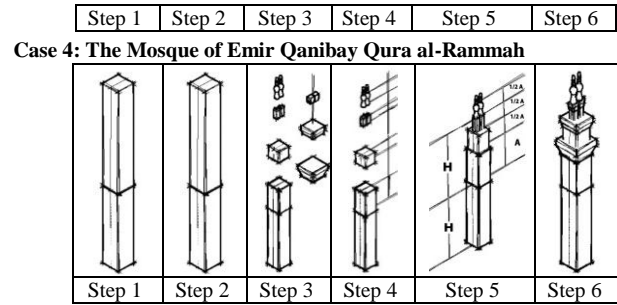 Step 1 Step 2 Step 3 Step 4 Step 5 Step 6
Case 4: The Mosque of Emir Qanibay Qura al-Rammah
1/2 A
1/2 A
1/2 A
A
H
H
Step 1 Step 2 Step 3 Step 4 Step 5 Step 6